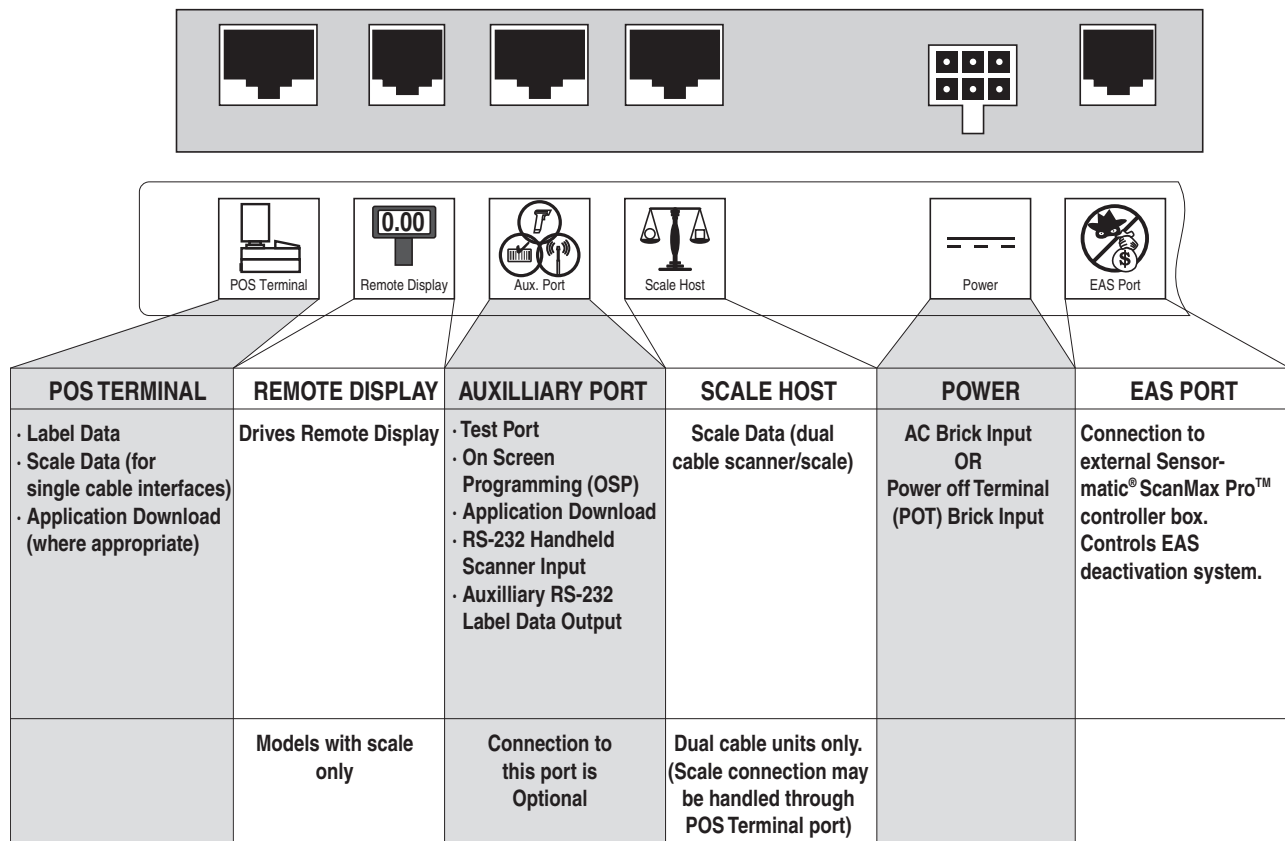 0.00
POS Terminal
Remote Display
Aux. Port
Scale Host
Power
EAS Port
$
POS TERMINAL
REMOTE DISPLAY
AUXILLIARY PORT
SCALE HOST
POWER
EAS PORT
· Label Data
· Scale Data (for
single cable interfaces)
· Application Download
(where appropriate)
Drives Remote Display
· Test Port
· On Screen
Programming (OSP)
· Application Download
· RS-232 Handheld
Scanner Input
· Auxilliary RS-232
Label Data Output
Scale Data (dual
cable scanner/scale)
AC Brick Input
OR
Power off Terminal
(POT) Brick Input
Connection to
external Sensor-
matic® ScanMax Pro™
controller box.
Controls EAS
deactivation system.
Models with scale
only
Connection to
this port is
Optional
Dual cable units only.
(Scale connection may
be handled through
POS Terminal port)